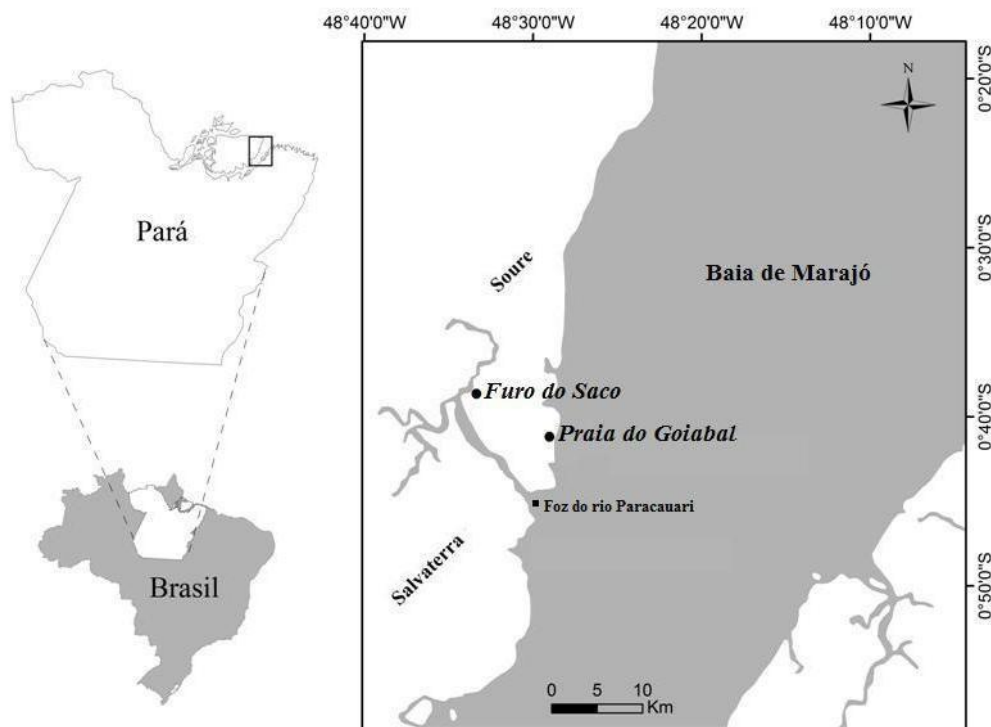 48°40'0"W 48°30'0"W 48°20'0"W 48°10'0"W
N
0°20'0"S
Pará
Soure
Baia de Marajó
0°30'0"S
Furo do Saco
0°40'0"S
Praia do Goiabal
Foz do rio Paracauari
Salvaterra
0°50'0"S
Brasil
0 5 10
Km